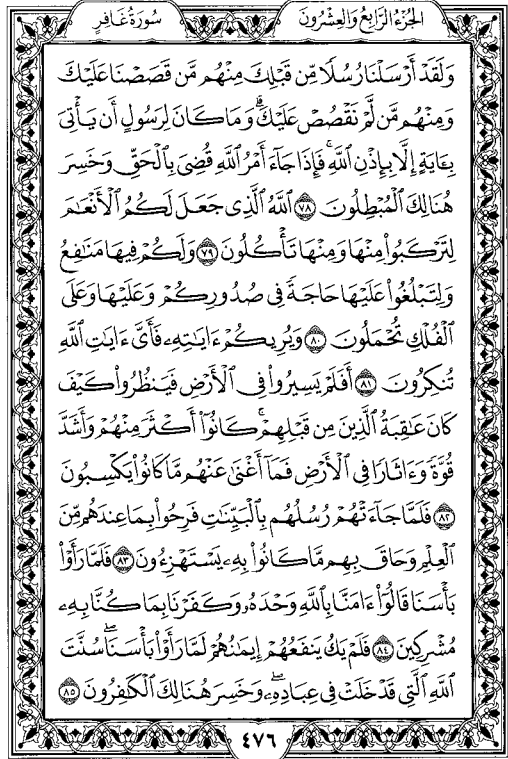 الجُزْءُ الرَّابِعُ وَالعِشْرُونَ
سُورَةُ غَافِرٍ
وَلَقَدْ أَرْسَلْنَا رُسُلًا مِّن قَبْلِكَ مِنْهُم مَّن قَصَصْنَا عَلَيْكَ
وَمِنْهُم مَّن لَّمْ نَقْصُصْ عَلَيْكَۗ وَمَا كَانَ لِرَسُولٍ أَن يَأْتِىَ
بِـَٔايَةٍ إِلَّا بِإِذْنِ ٱللَّهِۚ فَإِذَا جَآءَ أَمْرُ ٱللَّهِ قُضِىَ بِٱلْحَقِّ وَخَسِرَ
هُنَالِكَ ٱلْمُبْطِلُونَ ٧٨ ٱللَّهُ ٱلَّذِى جَعَلَ لَكُمُ ٱلْأَنْعَٰمَ
لِتَرْكَبُوا۟ مِنْهَا وَمِنْهَا تَأْكُلُونَ ٧٩ وَلَكُمْ فِيهَا مَنَٰفِعُ
وَلِتَبْلُغُوا۟ عَلَيْهَا حَاجَةً فِى صُدُورِكُمْ وَعَلَيْهَا وَعَلَى
ٱلْفُلْكِ تُحْمَلُونَ ٨٠ وَيُرِيكُمْ ءَايَٰتِهِۦ فَأَىَّ ءَايَٰتِ ٱللَّهِ
تُنكِرُونَ ٨١ أَفَلَمْ يَسِيرُوا۟ فِى ٱلْأَرْضِ فَيَنظُرُوا۟ كَيْفَ
كَانَ عَٰقِبَةُ ٱلَّذِينَ مِن قَبْلِهِمْۚ كَانُوٓا۟ أَكْثَرَ مِنْهُمْ وَأَشَدَّ
قُوَّةً وَءَاثَارًا فِى ٱلْأَرْضِ فَمَآ أَغْنَىٰ عَنْهُم مَّا كَانُوا۟ يَكْسِبُونَ
٨٢ فَلَمَّا جَآءَتْهُمْ رُسُلُهُم بِٱلْبَيِّنَٰتِ فَرِحُوا۟ بِمَا عِندَهُم مِّنَ
ٱلْعِلْمِ وَحَاقَ بِهِم مَّا كَانُوا۟ بِهِۦ يَسْتَهْزِءُونَ ٨٣ فَلَمَّا رَأَوْا۟
بَأْسَنَا قَالُوٓا۟ ءَامَنَّا بِٱللَّهِ وَحْدَهُۥ وَكَفَرْنَا بِمَا كُنَّا بِهِۦ
مُشْرِكِينَ ٨٤ فَلَمْ يَكُ يَنفَعُهُمْ إِيمَٰنُهُمْ لَمَّا رَأَوْا۟ بَأْسَنَاۖ سُنَّتَ
ٱللَّهِ ٱلَّتِى قَدْ خَلَتْ فِى عِبَادِهِۦۖ وَخَسِرَ هُنَالِكَ ٱلْكَٰفِرُونَ ٨٥
٤٧٦